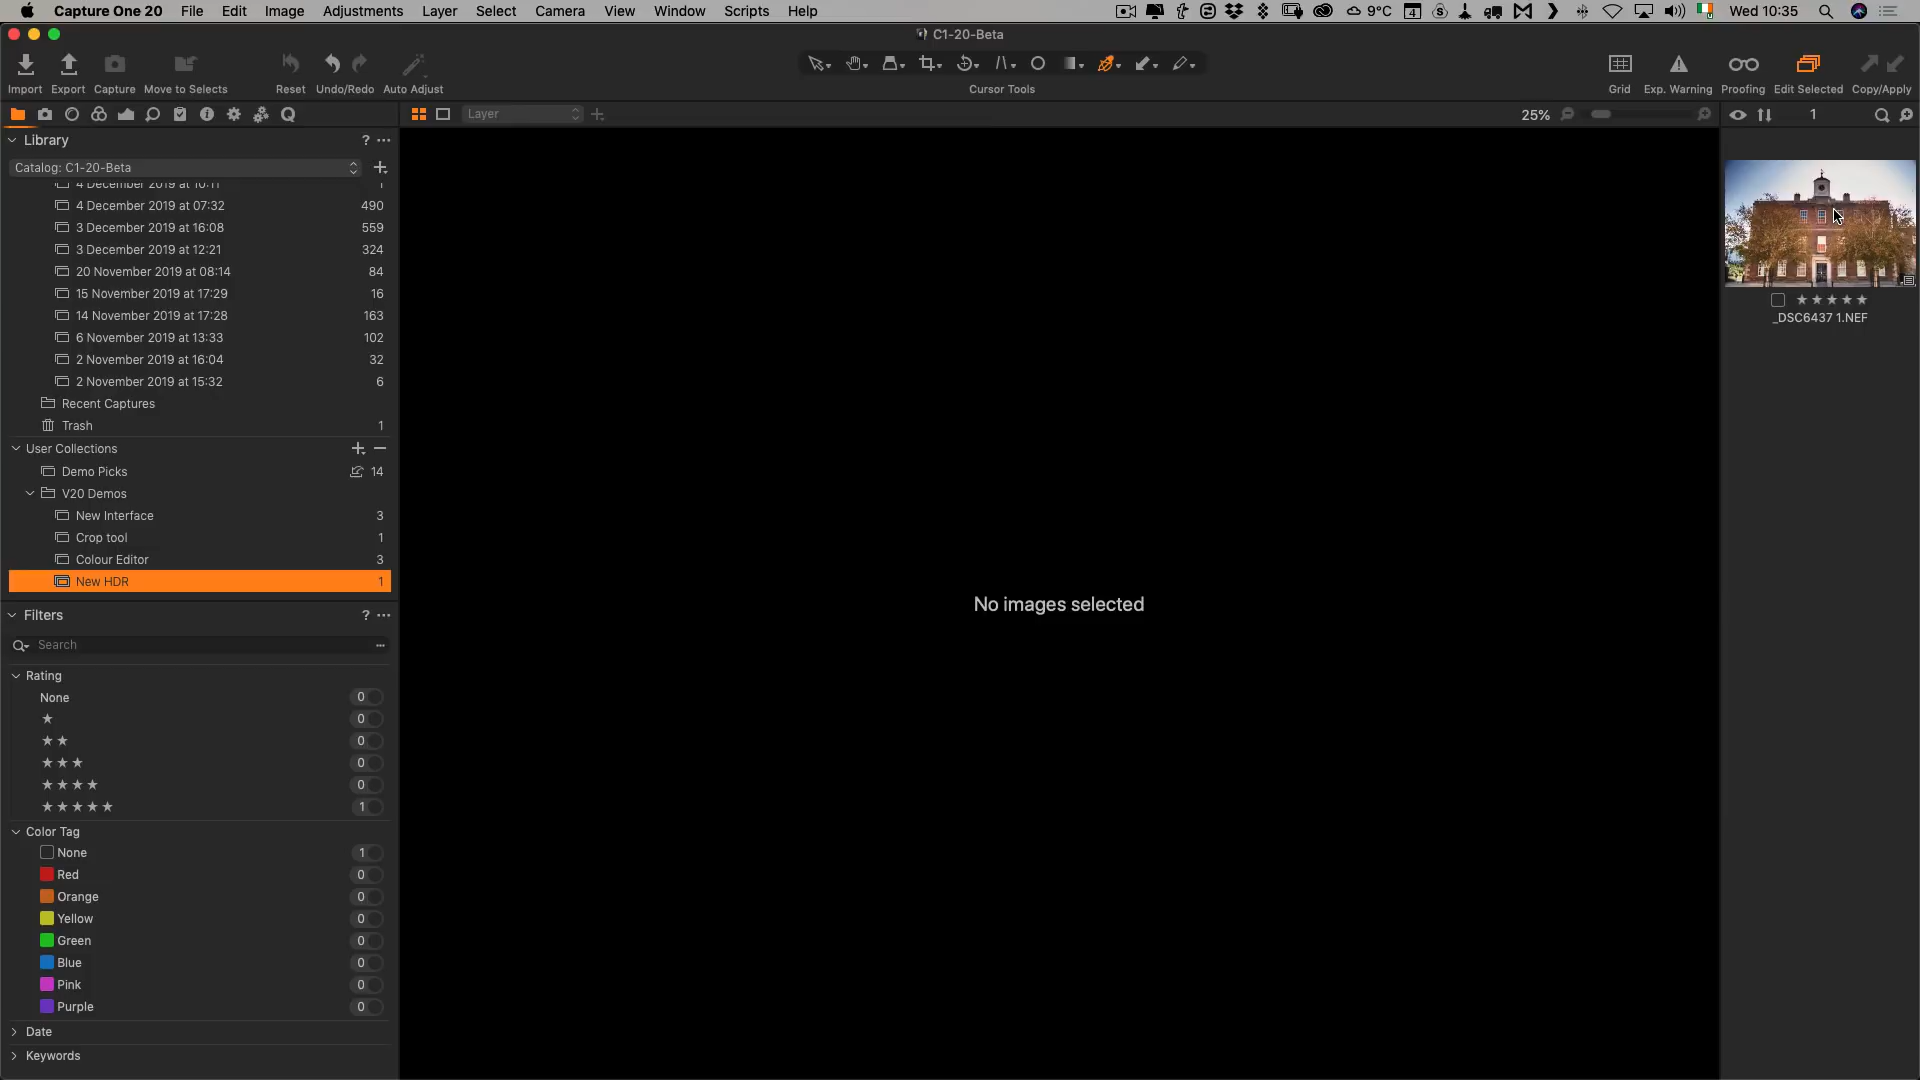 Capture One 20 File Edit Image Adjustments Layer Select Camera View Window Scripts Help 9°C 4 Wed 10:35
C1-20-Beta
Import Export Capture Move to Selects Reset Undo/Redo Auto Adjust Cursor Tools Grid Exp. Warning Proofing Edit Selected Copy/Apply
Layer 25% 1
Library ?
Catalog: C1-20-Beta
4 December 2019 at 10:11 1
4 December 2019 at 07:32 490
3 December 2019 at 16:08 559
3 December 2019 at 12:21 324
20 November 2019 at 08:14 84
15 November 2019 at 17:29 16
14 November 2019 at 17:28 163
6 November 2019 at 13:33 102
2 November 2019 at 16:04 32
2 November 2019 at 15:32 6
Recent Captures
Trash 1
User Collections
Demo Picks 14
V20 Demos
New Interface 3
Crop tool 1
Colour Editor 3
New HDR 1
Filters ?
Search
Rating
None 0
0
0
0
0
1
Color Tag
None 1
Red 0
Orange 0
Yellow 0
Green 0
Blue 0
Pink 0
Purple 0
Date
Keywords
No images selected
_DSC6437 1.NEF